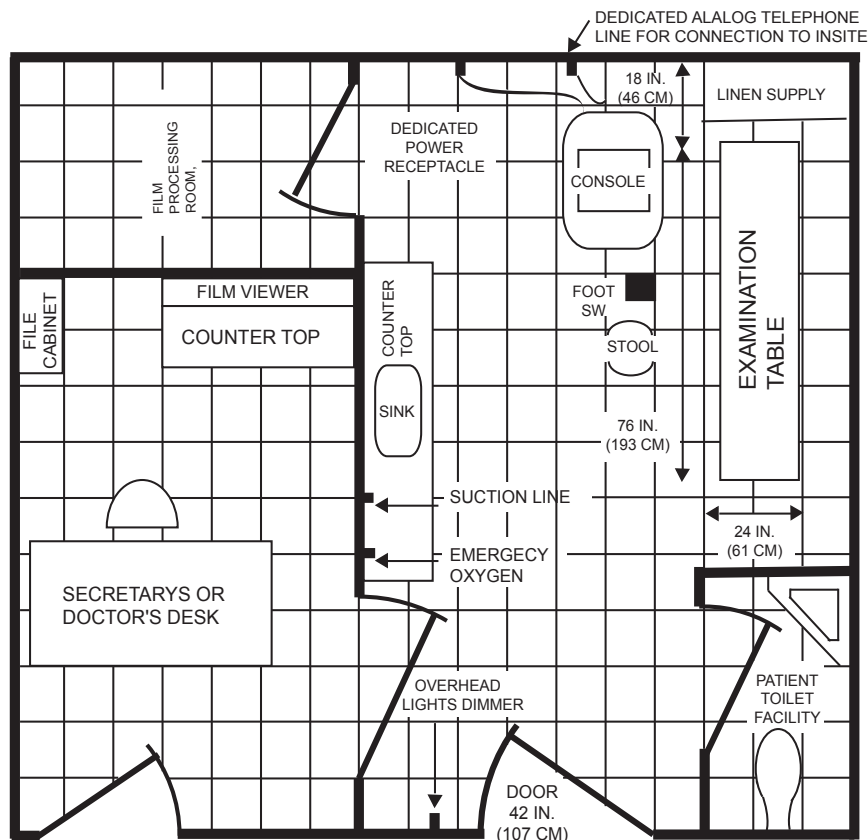 DEDICATED ALALOG TELEPHONE
LINE FOR CONNECTION TO INSITE
18 IN.
(46 CM)
LINEN SUPPLY
DEDICATED
POWER
RECEPTACLE
FILM
PROCESSING
ROOM,
CONSOLE
EXAMINATION
TABLE
FILE
CABINET
FILM VIEWER
COUNTER TOP
COUNTER
TOP
FOOT
SW
STOOL
SINK
76 IN.
(193 CM)
SUCTION LINE
24 IN.
(61 CM)
EMERGECY
OXYGEN
SECRETARYS OR
DOCTOR'S DESK
OVERHEAD
LIGHTS DIMMER
PATIENT
TOILET
FACILITY
DOOR
42 IN.
(107 CM)